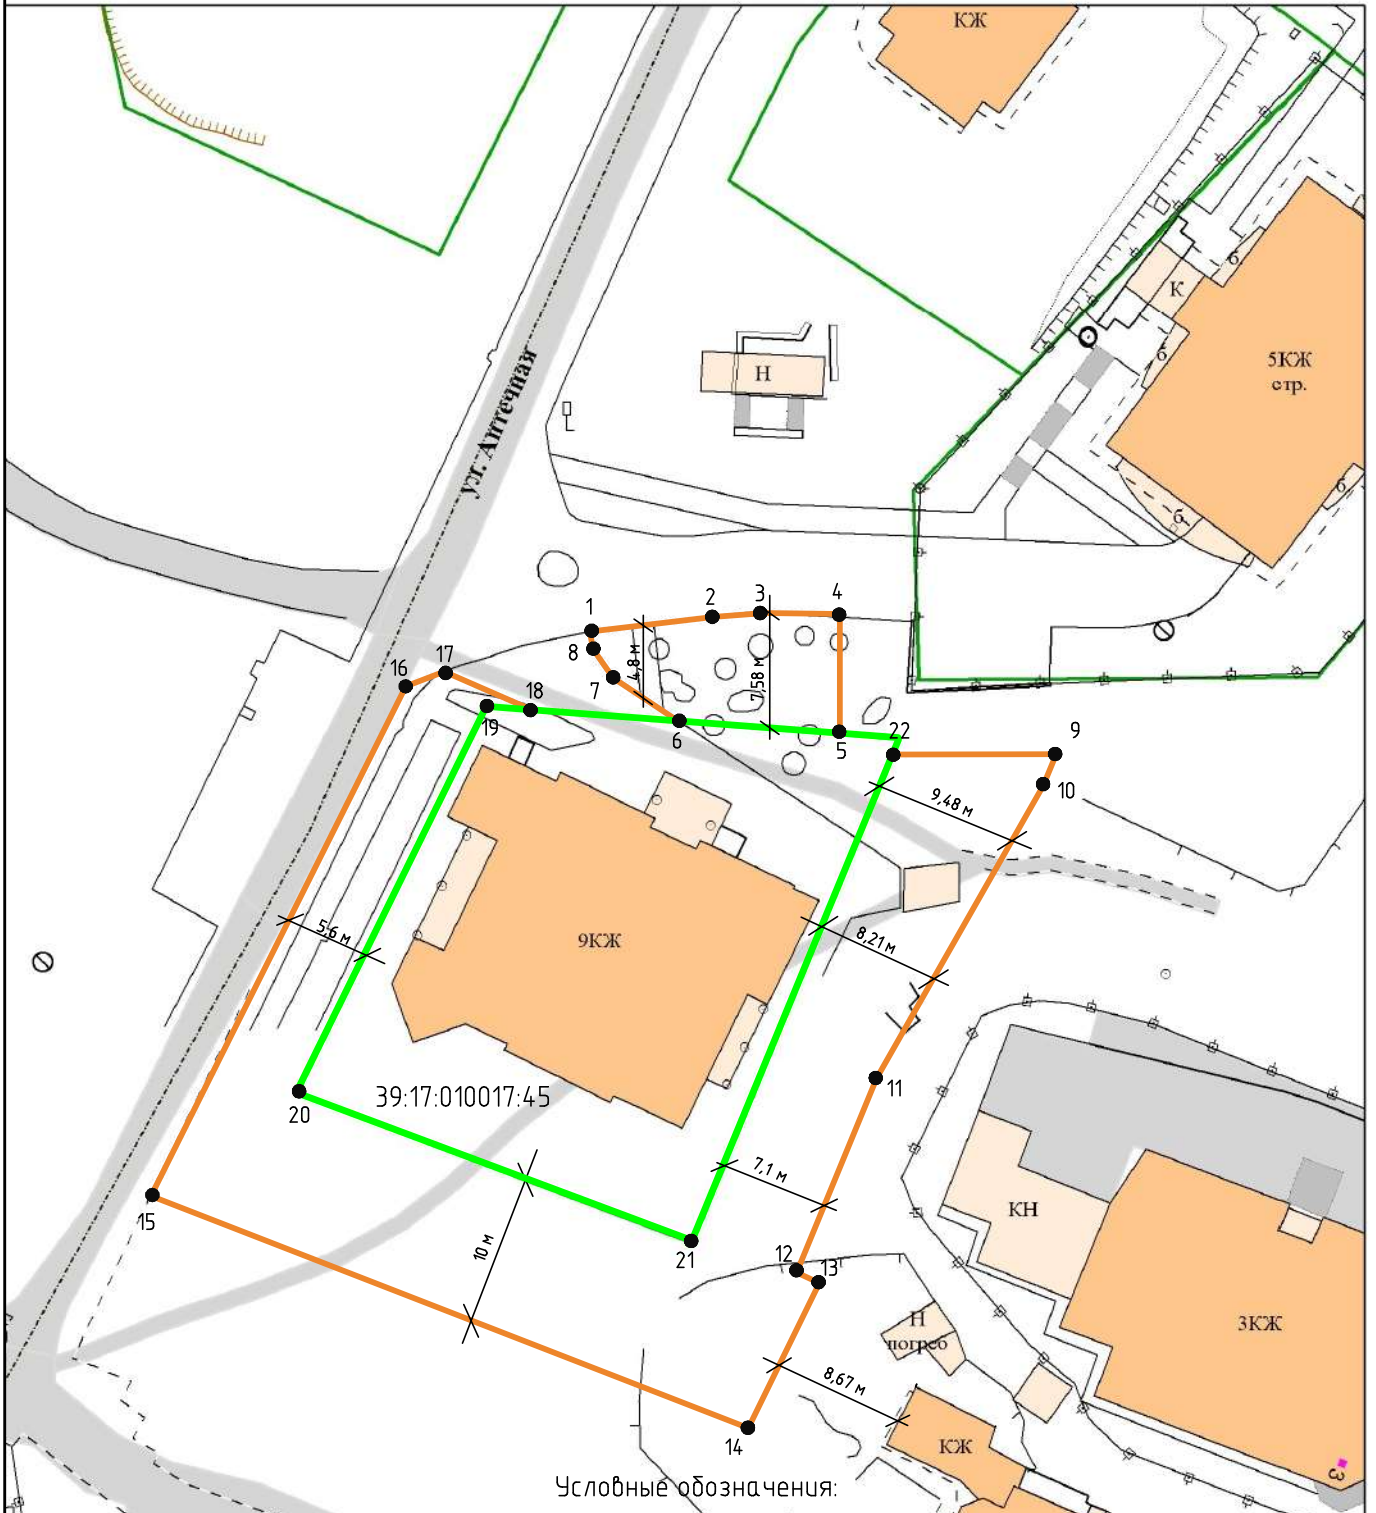 КЖ
б.
К
б
5КЖ
стр.
Н
ул. Аптечная
б
б
1
2
3
4
8
7
4,8 м
7,58 м
16
17
18
19
6
5
22
9
10
9,48 м
5,6 м
9КЖ
8,21 м
11
20
39:17:010017:45
7,1 м
15
10 м
21
12
13
КН
Н
погреб
3КЖ
8,67 м
14
КЖ
3
Условные обозначения: